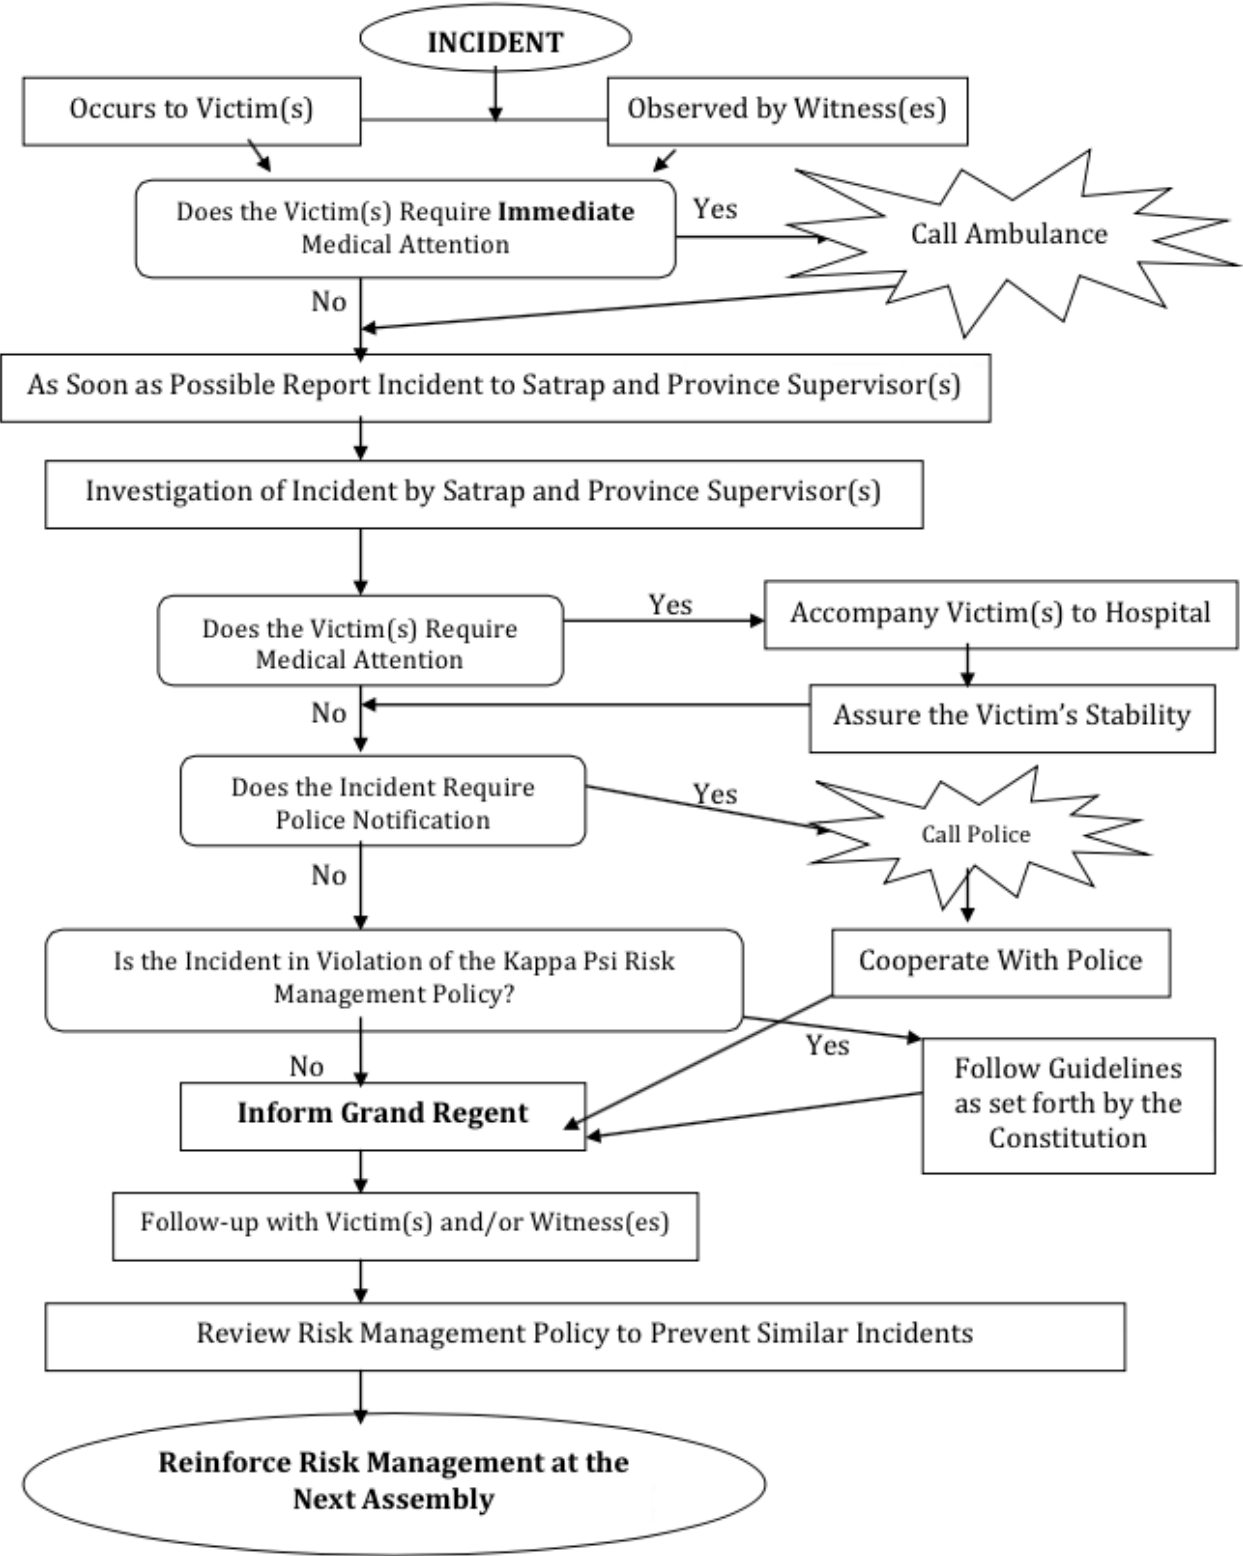 INCIDENT
Occurs to Victim(s)
Observed by Witness(es)
Does the Victim(s) Require Immediate
Medical Attention
Yes
Call Ambulance
No
As Soon as Possible Report Incident to Satrap and Province Supervisor(s)
Investigation of Incident by Satrap and Province Supervisor(s)
Does the Victim(s) Require
Medical Attention
Yes
Accompany Victim(s) to Hospital
Assure the Victim’s Stability
No
Does the Incident Require
Police Notification
Yes
Call Police
No
Is the Incident in Violation of the Kappa Psi Risk
Management Policy?
Cooperate With Police
Yes
No
Follow Guidelines
as set forth by the
Constitution
Inform Grand Regent
Follow-up with Victim(s) and/or Witness(es)
Review Risk Management Policy to Prevent Similar Incidents
Reinforce Risk Management at the
Next Assembly